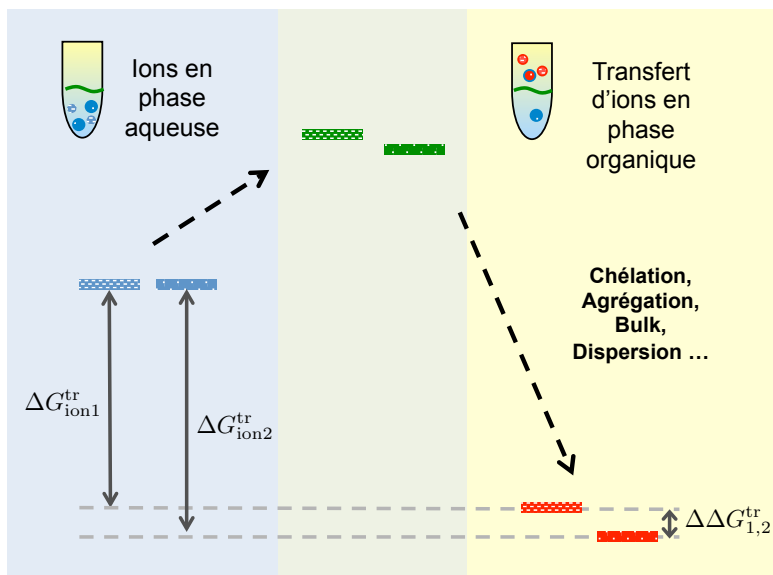 Ions en
phase
aqueuse
Transfert
d'ions en
phase
organique
Chélation,
Agrégation,
Bulk,
Dispersion ...
ΔG^tr_ion1
ΔG^tr_ion2
ΔΔG^tr_1,2